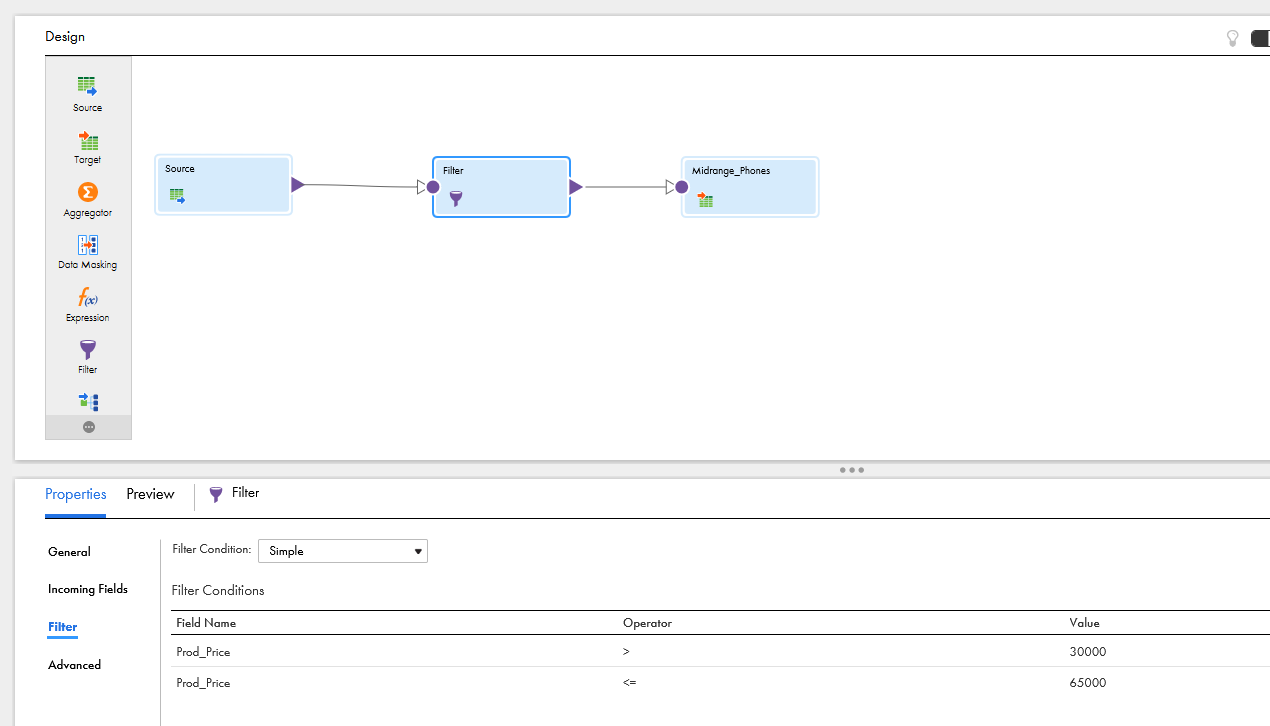 Design
Source
Target
Aggregator
Data Masking
f(x)
Expression
Filter
Source
Filter
Midrange_Phones
Properties
Preview
Filter
General
Incoming Fields
Filter
Advanced
Filter Condition:
Simple
Filter Conditions
Field Name Operator Value
Prod_Price > 30000
Prod_Price <= 65000